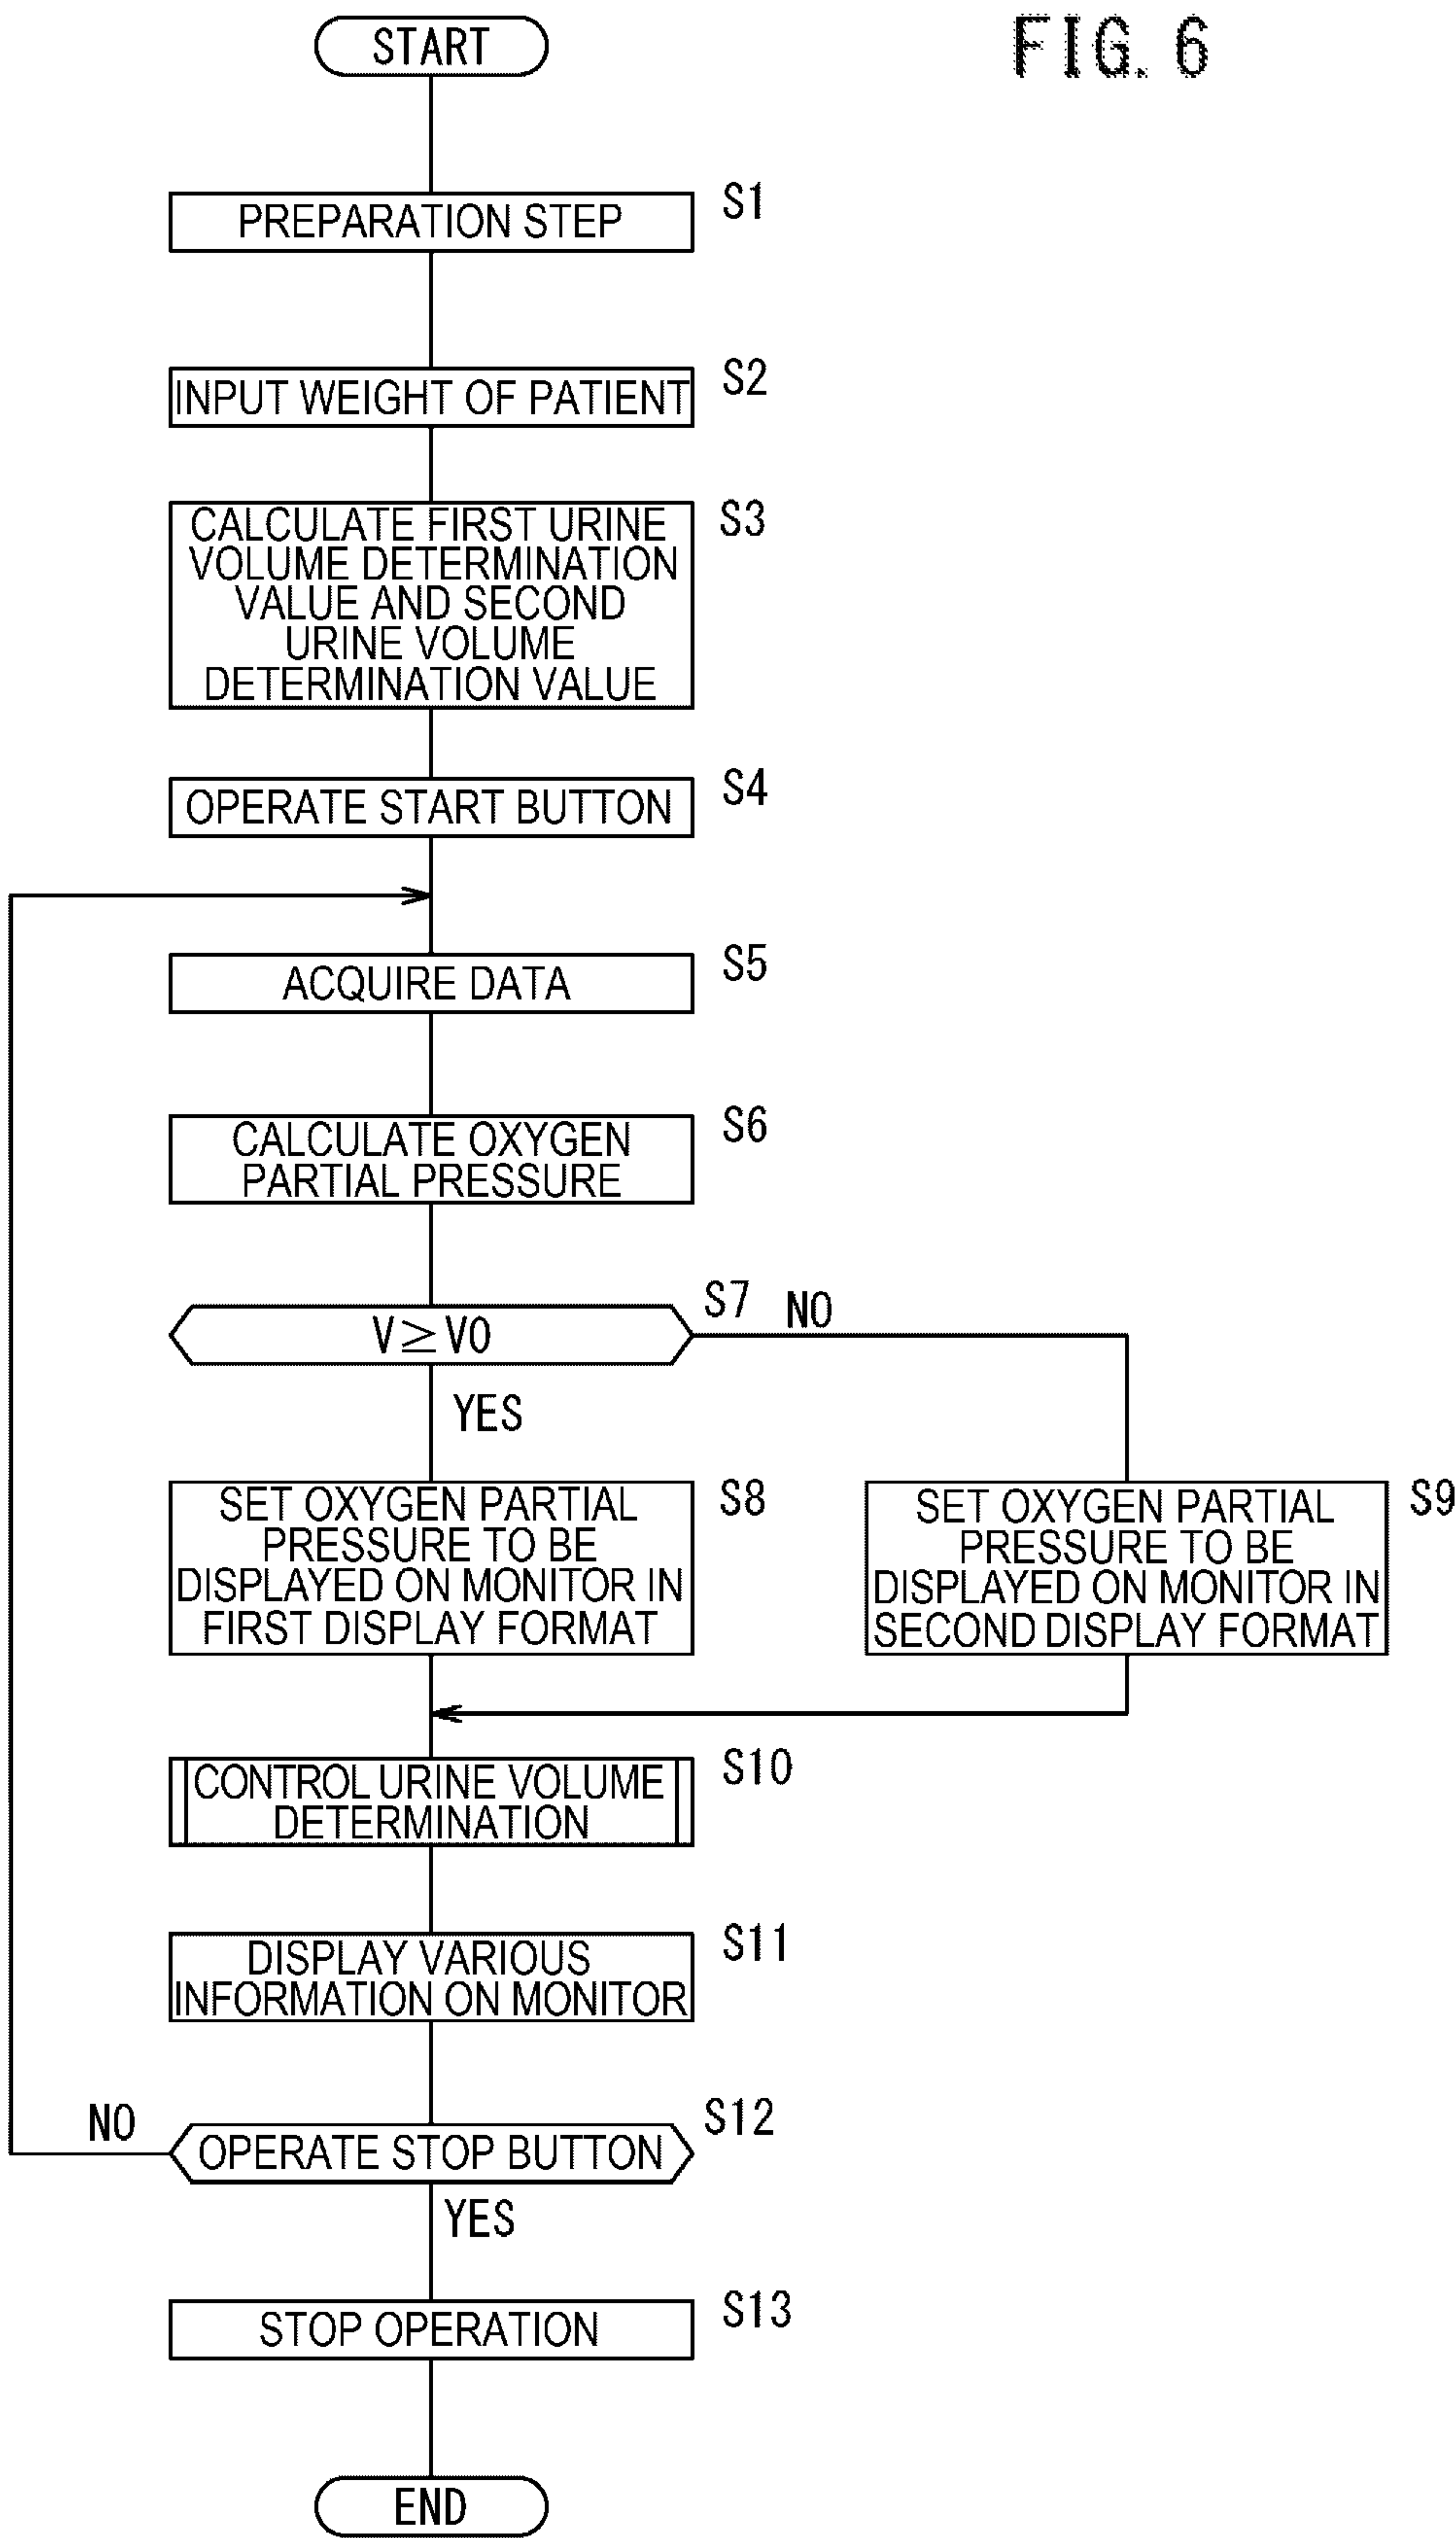 FIG. 6
START
PREPARATION STEP
S1
INPUT WEIGHT OF PATIENT
S2
CALCULATE FIRST URINE
VOLUME DETERMINATION
VALUE AND SECOND
URINE VOLUME
DETERMINATION VALUE
S3
OPERATE START BUTTON
S4
ACQUIRE DATA
S5
CALCULATE OXYGEN
PARTIAL PRESSURE
S6
V≧V0
S7
NO
YES
SET OXYGEN PARTIAL
PRESSURE TO BE
DISPLAYED ON MONITOR IN
FIRST DISPLAY FORMAT
S8
SET OXYGEN PARTIAL
PRESSURE TO BE
DISPLAYED ON MONITOR IN
SECOND DISPLAY FORMAT
S9
CONTROL URINE VOLUME
DETERMINATION
S10
DISPLAY VARIOUS
INFORMATION ON MONITOR
S11
NO
OPERATE STOP BUTTON
S12
YES
STOP OPERATION
S13
END